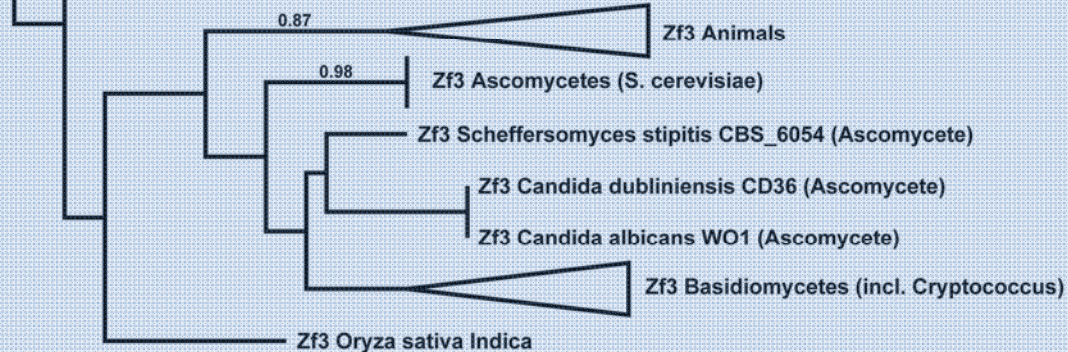 0.87
Zf3 Animals
0.98
Zf3 Ascomycetes (S. cerevisiae)
Zf3 Scheffersomyces stipitis CBS_6054 (Ascomycete)
Zf3 Candida dubliniensis CD36 (Ascomycete)
Zf3 Candida albicans WO1 (Ascomycete)
Zf3 Basidiomycetes (incl. Cryptococcus)
Zf3 Oryza sativa Indica